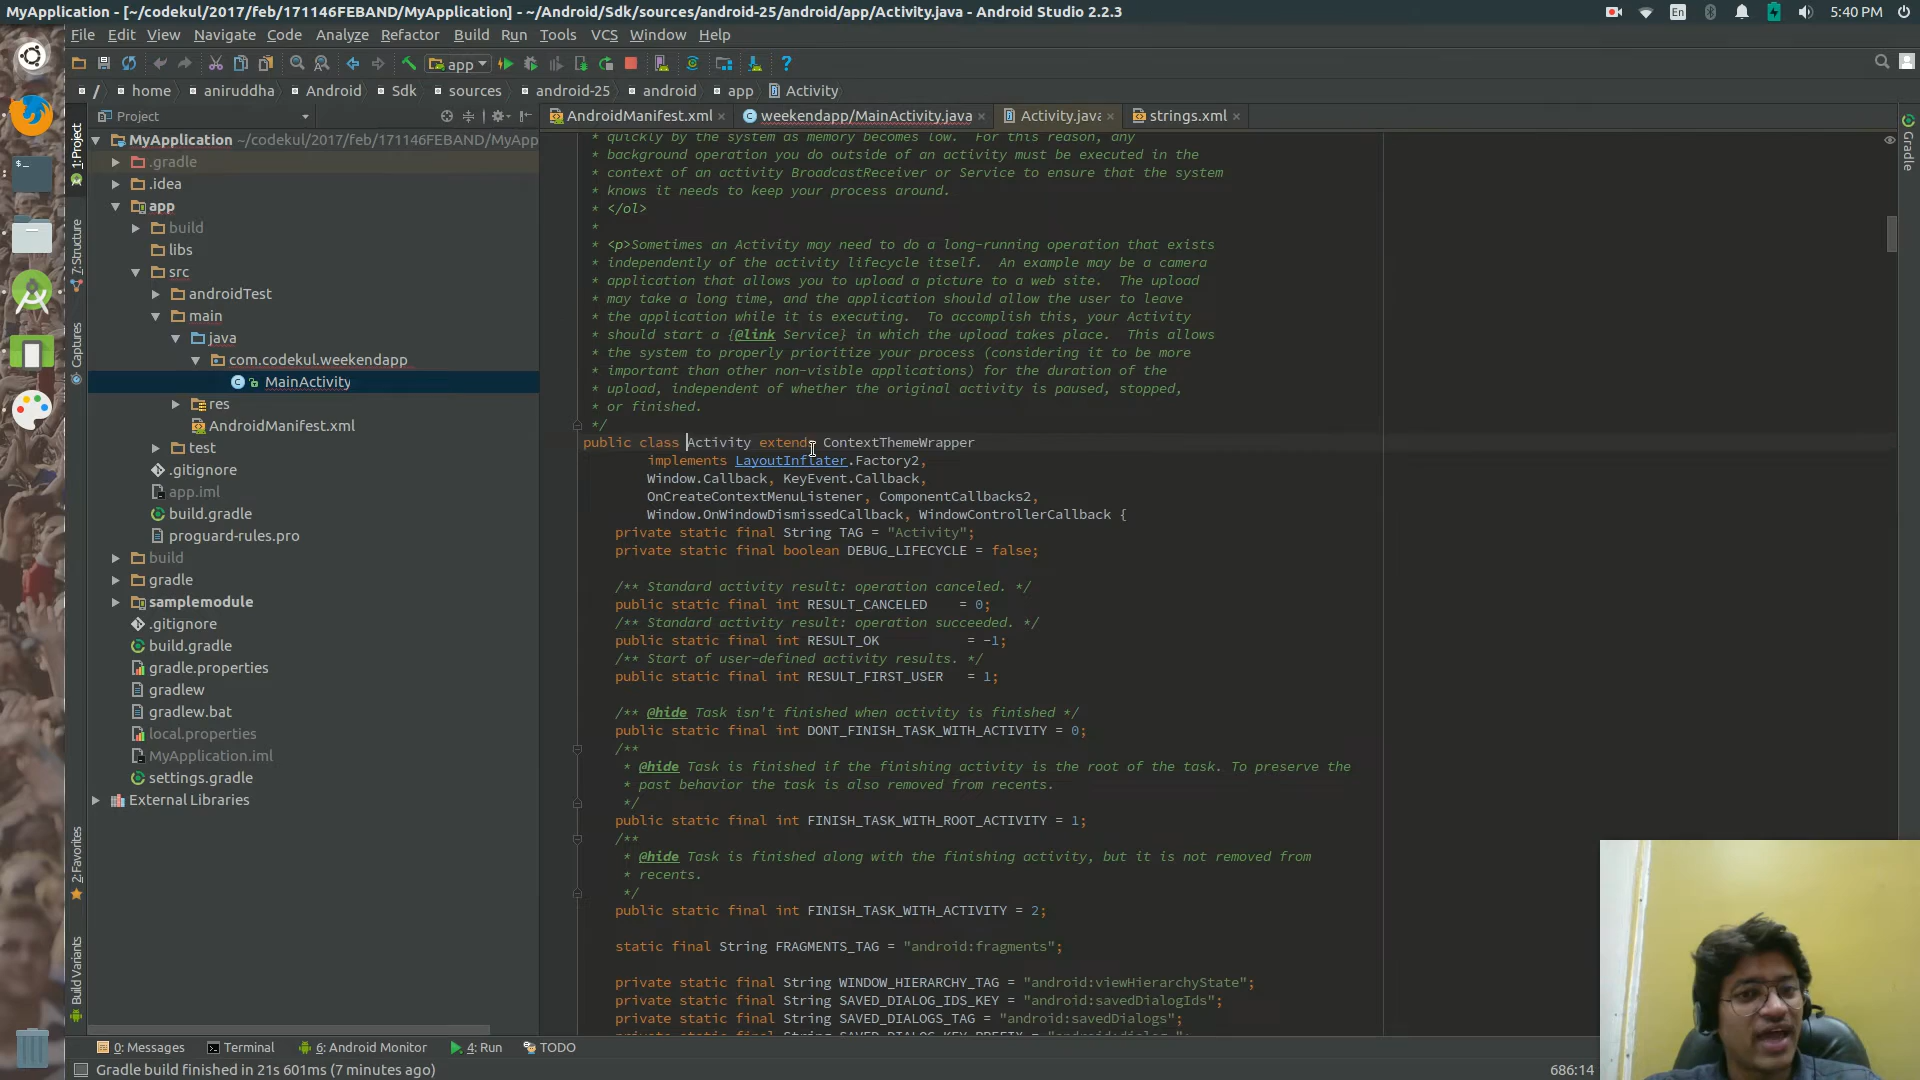 MyApplication - [~/codekul/2017/feb/171146FEBAND/MyApplication] - ~/Android/Sdk/sources/android-25/android/app/Activity.java - Android Studio 2.2.3
En
5:40 PM
File Edit View Navigate Code Analyze Refactor Build Run Tools VCS Window Help
app
/ home aniruddha Android Sdk sources android-25 android app Activity
Project
AndroidManifest.xml weekendapp/MainActivity.java Activity.java strings.xml
1: Project
7: Structure
Captures
2: Favorites
Build Variants
Gradle
MyApplication ~/codekul/2017/feb/171146FEBAND/MyApp
.gradle
.idea
app
build
libs
src
androidTest
main
java
com.codekul.weekendapp
MainActivity
res
AndroidManifest.xml
test
.gitignore
app.iml
build.gradle
proguard-rules.pro
build
gradle
samplemodule
.gitignore
build.gradle
gradle.properties
gradlew
gradlew.bat
local.properties
MyApplication.iml
settings.gradle
External Libraries
* quickly by the system as memory becomes low.  For this reason, any
* background operation you do outside of an activity must be executed in the
* context of an activity BroadcastReceiver or Service to ensure that the system
* knows it needs to keep your process around.
* </ol>
*
* <p>Sometimes an Activity may need to do a long-running operation that exists
* independently of the activity lifecycle itself.  An example may be a camera
* application that allows you to upload a picture to a web site.  The upload
* may take a long time, and the application should allow the user to leave
* the application while it is executing.  To accomplish this, your Activity
* should start a {@link Service} in which the upload takes place.  This allows
* the system to properly prioritize your process (considering it to be more
* important than other non-visible applications) for the duration of the
* upload, independent of whether the original activity is paused, stopped,
* or finished.
*/
public class Activity extends ContextThemeWrapper
implements LayoutInflater.Factory2,
Window.Callback, KeyEvent.Callback,
OnCreateContextMenuListener, ComponentCallbacks2,
Window.OnWindowDismissedCallback, WindowControllerCallback {
private static final String TAG = "Activity";
private static final boolean DEBUG_LIFECYCLE = false;
/** Standard activity result: operation canceled. */
public static final int RESULT_CANCELED    = 0;
/** Standard activity result: operation succeeded. */
public static final int RESULT_OK           = -1;
/** Start of user-defined activity results. */
public static final int RESULT_FIRST_USER   = 1;
/** @hide Task isn't finished when activity is finished */
public static final int DONT_FINISH_TASK_WITH_ACTIVITY = 0;
/**
* @hide Task is finished if the finishing activity is the root of the task. To preserve the
* past behavior the task is also removed from recents.
*/
public static final int FINISH_TASK_WITH_ROOT_ACTIVITY = 1;
/**
* @hide Task is finished along with the finishing activity, but it is not removed from
* recents.
*/
public static final int FINISH_TASK_WITH_ACTIVITY = 2;
static final String FRAGMENTS_TAG = "android:fragments";
private static final String WINDOW_HIERARCHY_TAG = "android:viewHierarchyState";
private static final String SAVED_DIALOG_IDS_KEY = "android:savedDialogIds";
private static final String SAVED_DIALOGS_TAG = "android:savedDialogs";
0: Messages Terminal 6: Android Monitor 4: Run TODO
Gradle build finished in 21s 601ms (7 minutes ago)
686:14